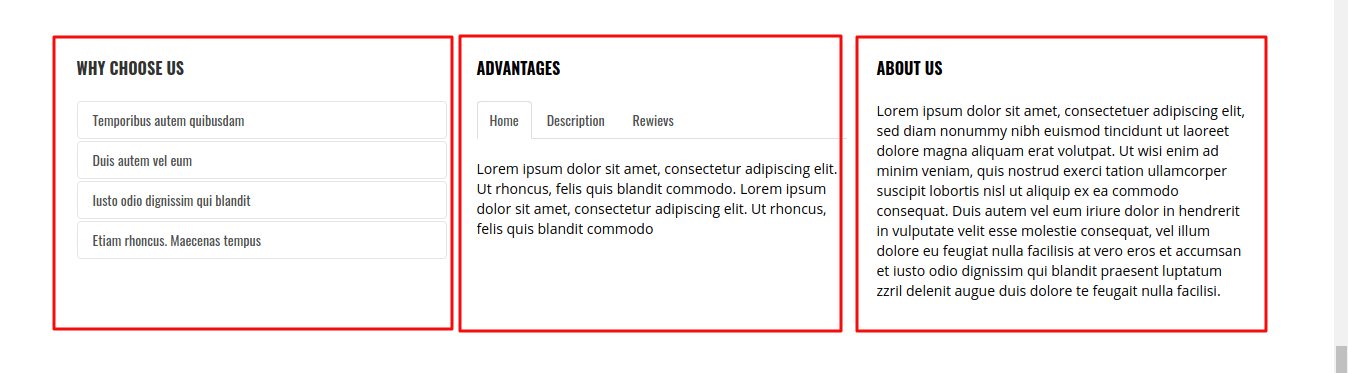 WHY CHOOSE US
Temporibus autem quibusdam
Duis autem vel eum
Iusto odio dignissim qui blandit
Etiam rhoncus. Maecenas tempus
ADVANTAGES
Home Description Rewievs
Lorem ipsum dolor sit amet, consectetur adipiscing elit.
Ut rhoncus, felis quis blandit commodo. Lorem ipsum
dolor sit amet, consectetur adipiscing elit. Ut rhoncus,
felis quis blandit commodo
ABOUT US
Lorem ipsum dolor sit amet, consectetuer adipiscing elit,
sed diam nonummy nibh euismod tincidunt ut laoreet
dolore magna aliquam erat volutpat. Ut wisi enim ad
minim veniam, quis nostrud exerci tation ullamcorper
suscipit lobortis nisl ut aliquip ex ea commodo
consequat. Duis autem vel eum iriure dolor in hendrerit
in vulputate velit esse molestie consequat, vel illum
dolore eu feugiat nulla facilisis at vero eros et accumsan
et iusto odio dignissim qui blandit praesent luptatum
zzril delenit augue duis dolore te feugait nulla facilisi.